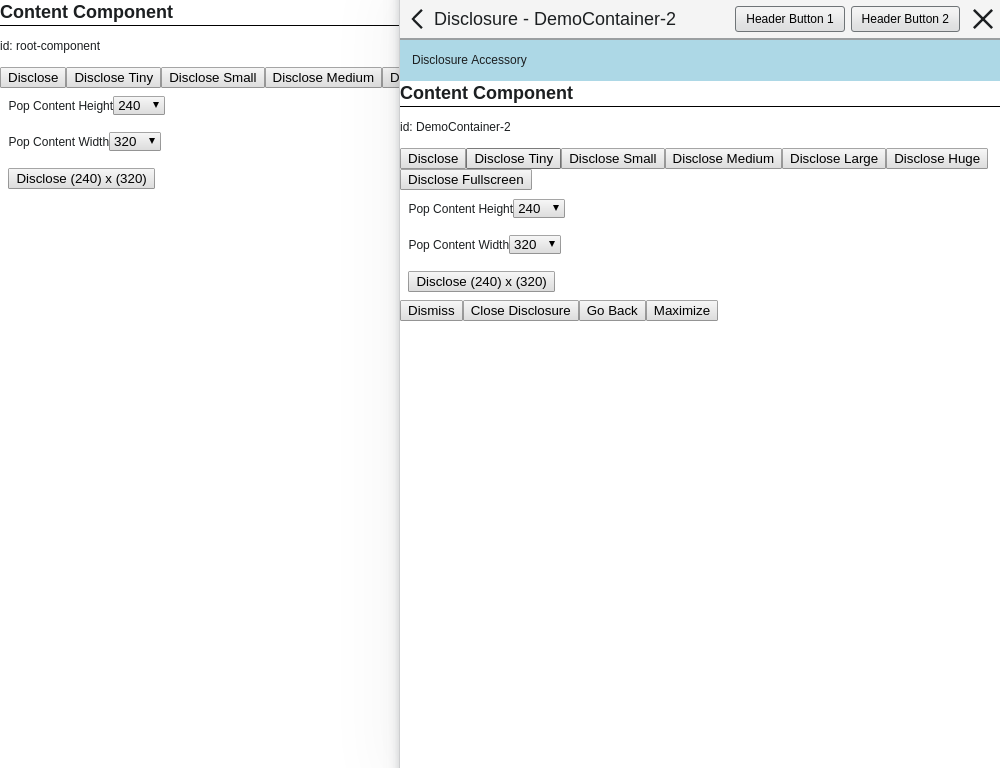 Content Component
id: root-component
Disclose Disclose Tiny Disclose Small Disclose Medium
Pop Content Height 240
Pop Content Width 320
Disclose (240) x (320)
Disclosure - DemoContainer-2 Header Button 1 Header Button 2
Disclosure Accessory
Content Component
id: DemoContainer-2
Disclose Disclose Tiny Disclose Small Disclose Medium Disclose Large Disclose Huge
Disclose Fullscreen
Pop Content Height 240
Pop Content Width 320
Disclose (240) x (320)
Dismiss Close Disclosure Go Back Maximize